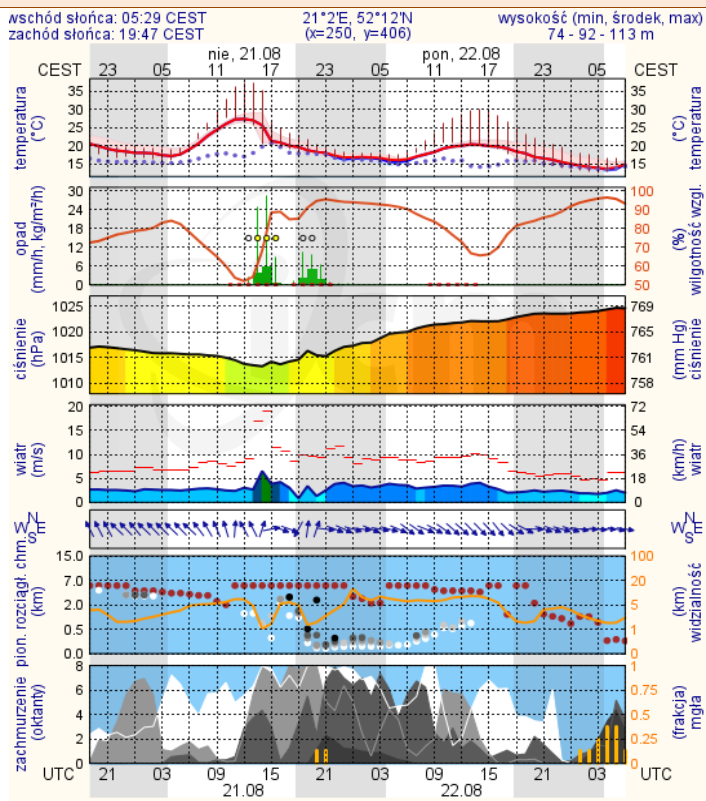 wschód słońca: 05:29 CEST 21°2'E, 52°12'N wysokość (min, środek, max)
zachód słońca: 19:47 CEST (x=250, y=406) 74 - 92 - 113 m
nie, 21.08 pon, 22.08
CEST 23 05 11 17 23 05 11 17 23 05 CEST
temperatura (°C)
35 30 25 20 15
35 30 25 20 15
temperatura (°C)
opad (mm/h, kg/m²/h)
30 24 18 12 6 0
100 90 80 70 60 50
(%) wilgotność wzgl.
ciśnienie (hPa)
1025 1020 1015 1010
769 765 761 758
(mm Hg) ciśnienie
wiatr (m/s)
20 15 10 5 0
72 54 36 18 0
(km/h) wiatr
N W E S
N W E S
pion. rozciągł. chm. (km)
15.0 7.0 2.0 0.5 0.0
100 20 5 1 0
(km) widzialność
zachmurzenie (oktanty)
8 6 4 2 0
1 0.75 0.5 0.25 0
(frakcja) mgła
UTC 21 03 09 15 21 03 09 15 21 03 UTC
21.08 22.08